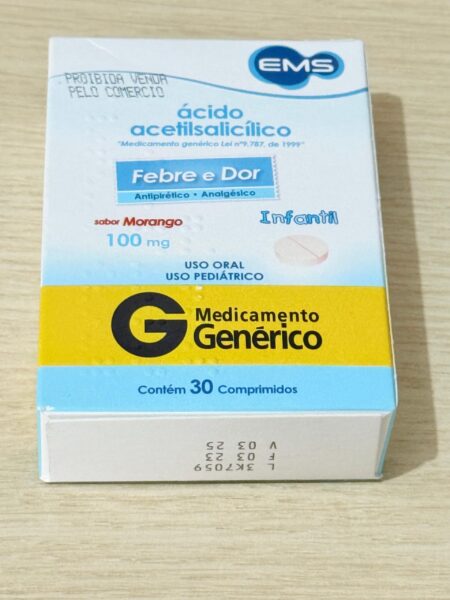 EMS
PROIBIDA VENDA
PELO COMERCIO
ácido
acetilsalicílico
"Medicamento genérico Lei nº9.787, de 1999"
Febre e Dor
Antipirético • Analgésico
sabor Morango
100 mg
Infantil
USO ORAL
USO PEDIÁTRICO
G Medicamento
Genérico
Contém 30 Comprimidos
L 3K7059
F 03 23
V 03 25